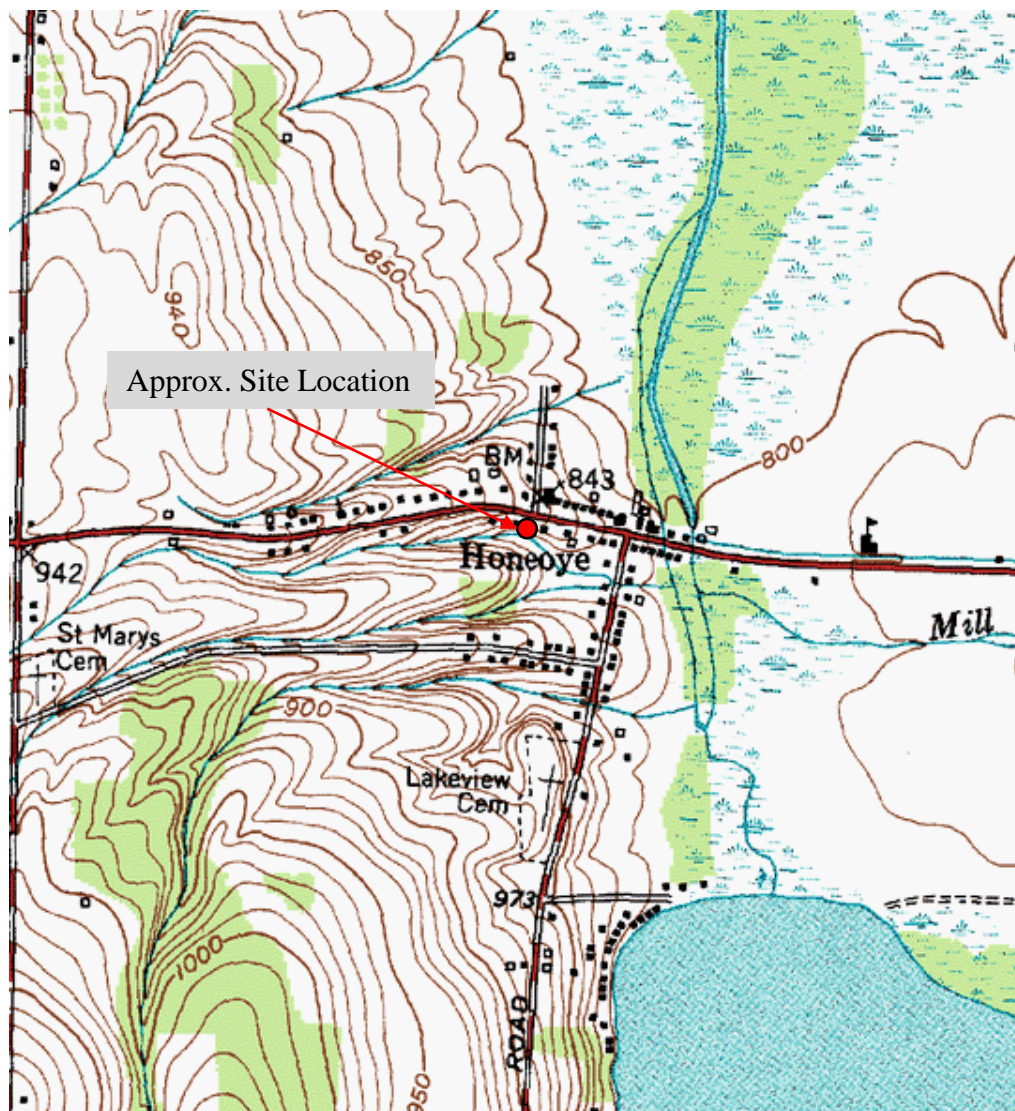 850
940
Approx. Site Location
BM
×843
800
Honeoye
942
Mill
St Marys
Cem
900
Lakeview
Cem
973
1000
ROAD
950